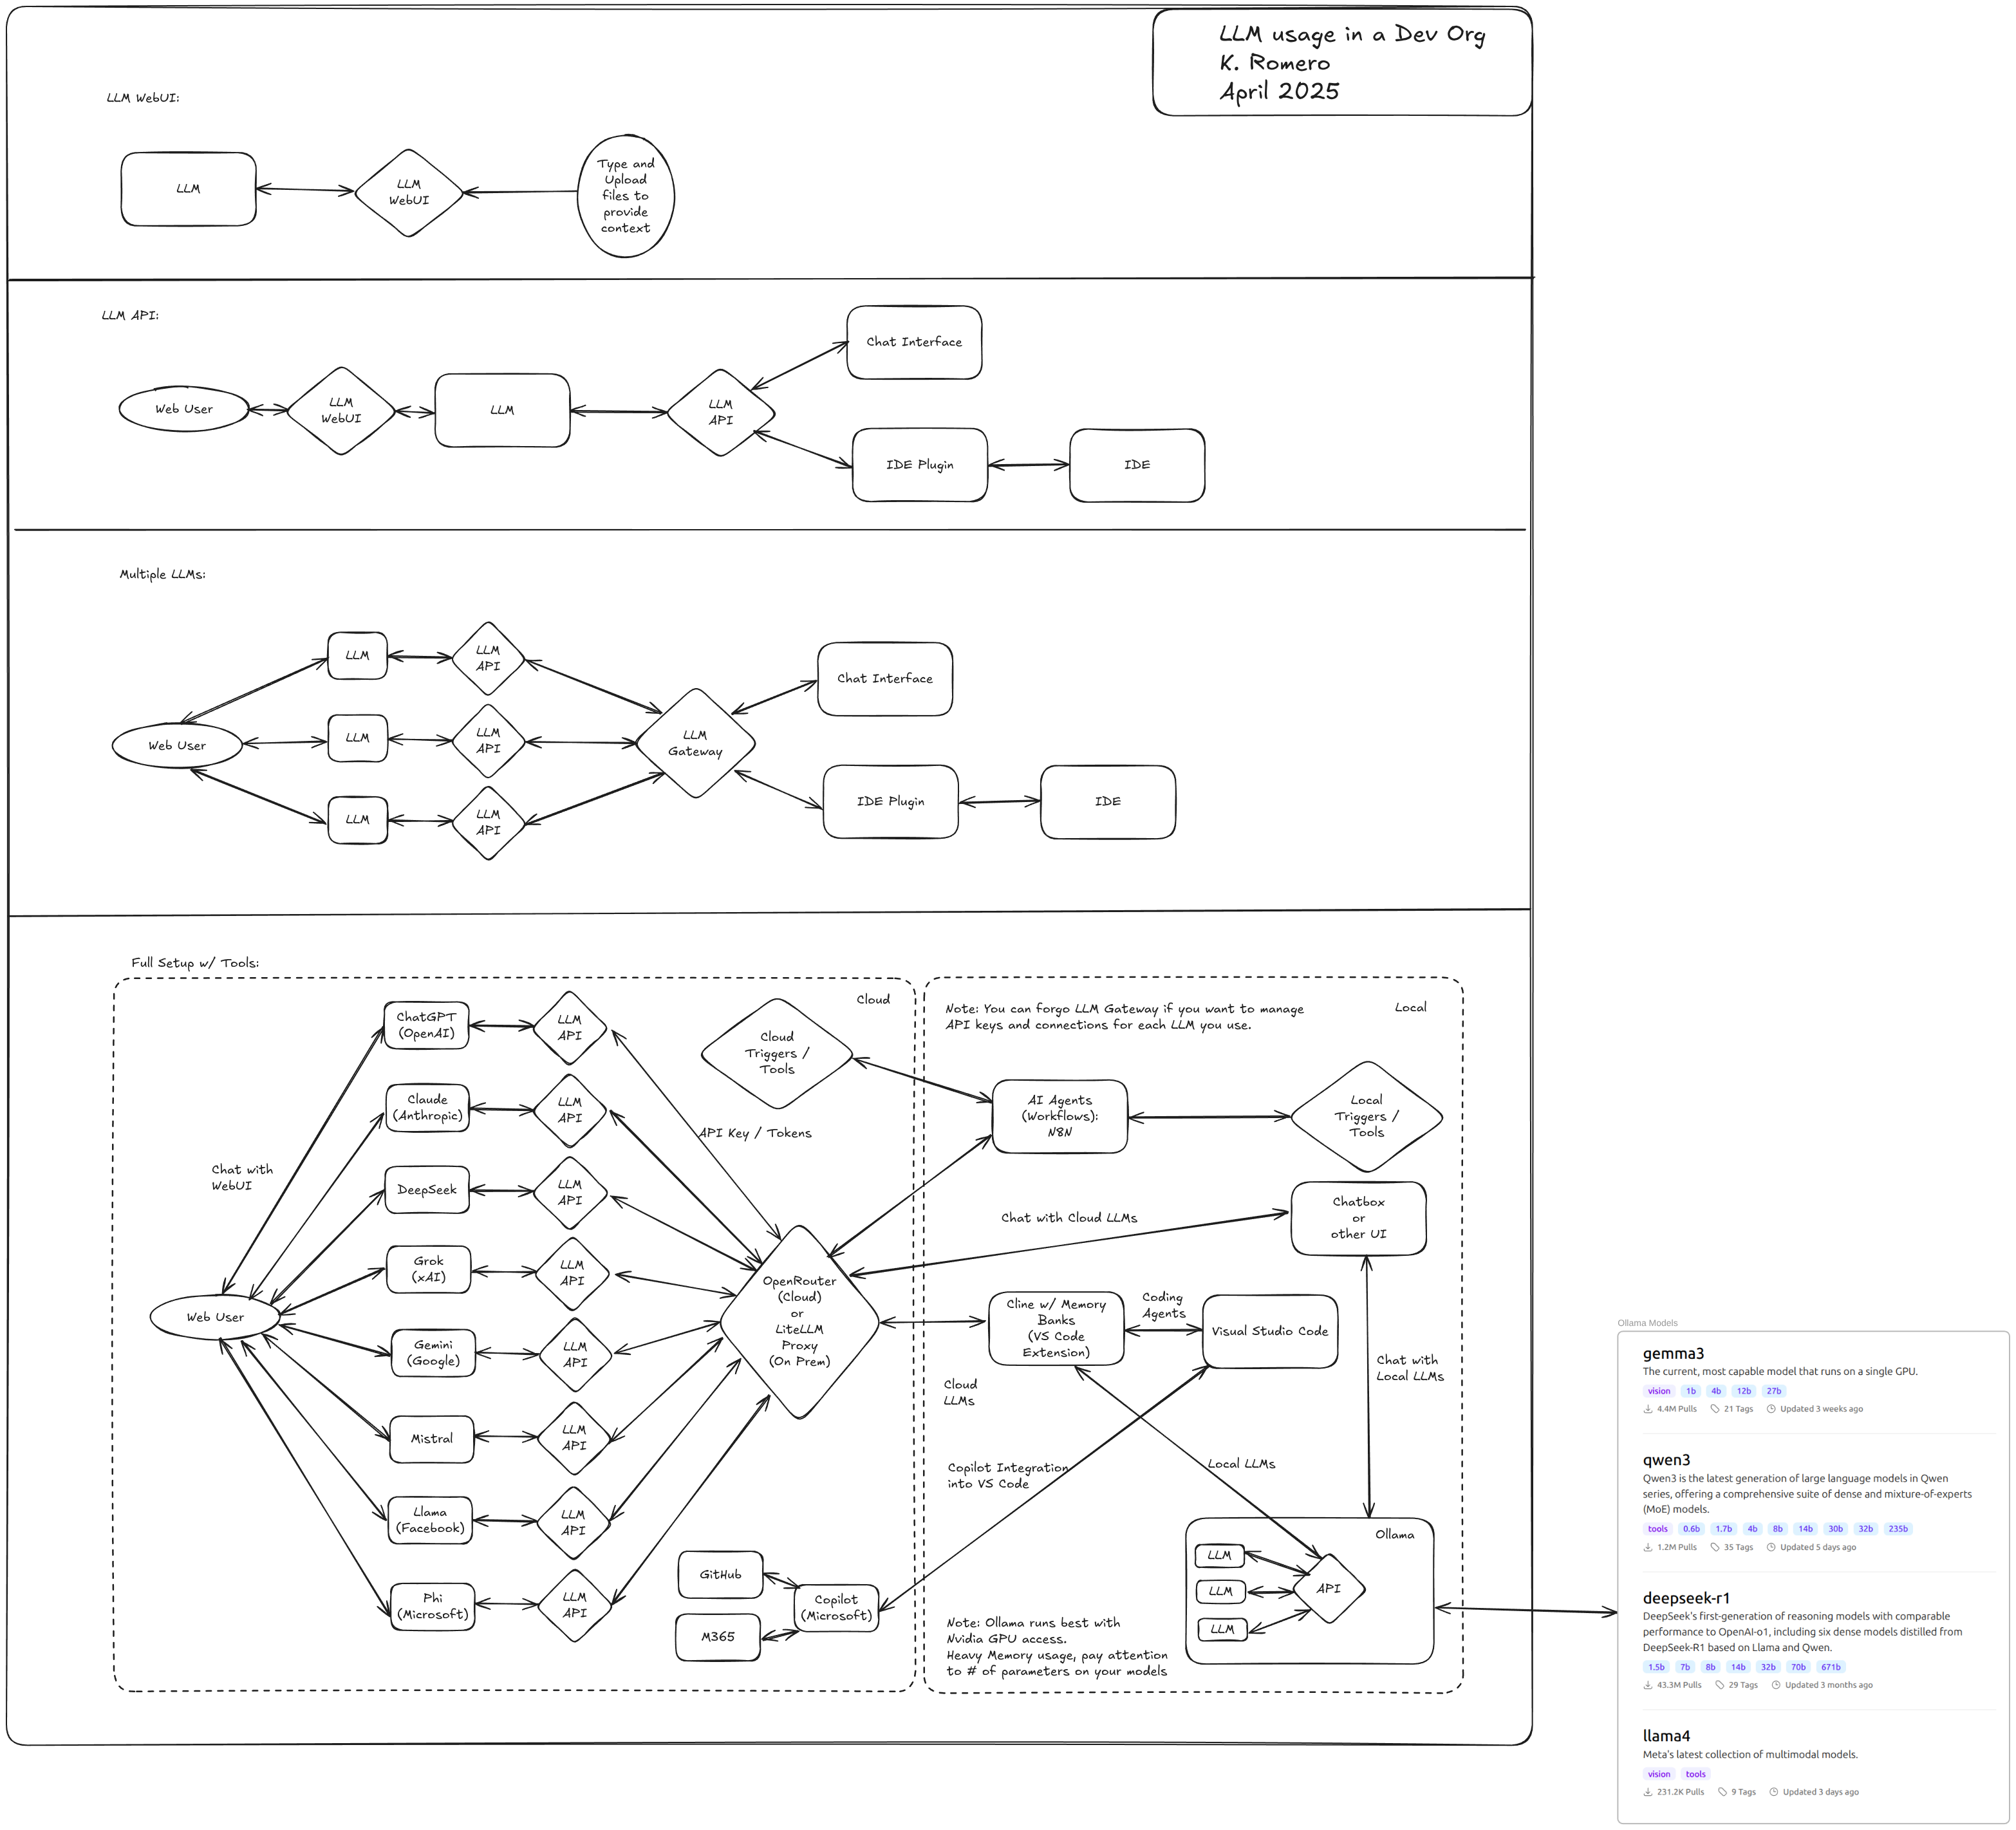 LLM usage in a Dev Org
K. Romero
April 2025
LLM WebUI:
LLM
LLM
WebUI
Type and
Upload
files to
provide
context
LLM API:
Web User
LLM
WebUI
LLM
LLM
API
Chat Interface
IDE Plugin
IDE
Multiple LLMs:
Web User
LLM
LLM
API
LLM
LLM
API
LLM
LLM
API
LLM
Gateway
Chat Interface
IDE Plugin
IDE
Full Setup w/ Tools:
Cloud
Chat with
WebUI
Web User
ChatGPT
(OpenAI)
LLM
API
Claude
(Anthropic)
LLM
API
DeepSeek
LLM
API
Grok
(xAI)
LLM
API
Gemini
(Google)
LLM
API
Mistral
LLM
API
Llama
(Facebook)
LLM
API
Phi
(Microsoft)
LLM
API
Cloud
Triggers /
Tools
API Key / Tokens
OpenRouter
(Cloud)
or
LiteLLM
Proxy
(On Prem)
GitHub
M365
Copilot
(Microsoft)
Note: You can forgo LLM Gateway if you want to manage
API keys and connections for each LLM you use.
Local
AI Agents
(Workflows):
N8N
Local
Triggers /
Tools
Chat with Cloud LLMs
Chatbox
or
other UI
Cline w/ Memory
Banks
(VS Code
Extension)
Coding
Agents
Visual Studio Code
Cloud
LLMs
Chat with
Local LLMs
Copilot Integration
into VS Code
Local LLMs
Ollama
LLM
LLM
LLM
API
Note: Ollama runs best with
Nvidia GPU access.
Heavy Memory usage, pay attention
to # of parameters on your models
Ollama Models
gemma3
The current, most capable model that runs on a single GPU.
vision 1b 4b 12b 27b
4.4M Pulls 21 Tags Updated 3 weeks ago
qwen3
Qwen3 is the latest generation of large language models in Qwen
series, offering a comprehensive suite of dense and mixture-of-experts
(MoE) models.
tools 0.6b 1.7b 4b 8b 14b 30b 32b 235b
1.2M Pulls 35 Tags Updated 5 days ago
deepseek-r1
DeepSeek's first-generation of reasoning models with comparable
performance to OpenAI-o1, including six dense models distilled from
DeepSeek-R1 based on Llama and Qwen.
1.5b 7b 8b 14b 32b 70b 671b
43.3M Pulls 29 Tags Updated 3 months ago
llama4
Meta's latest collection of multimodal models.
vision tools
231.2K Pulls 9 Tags Updated 3 days ago